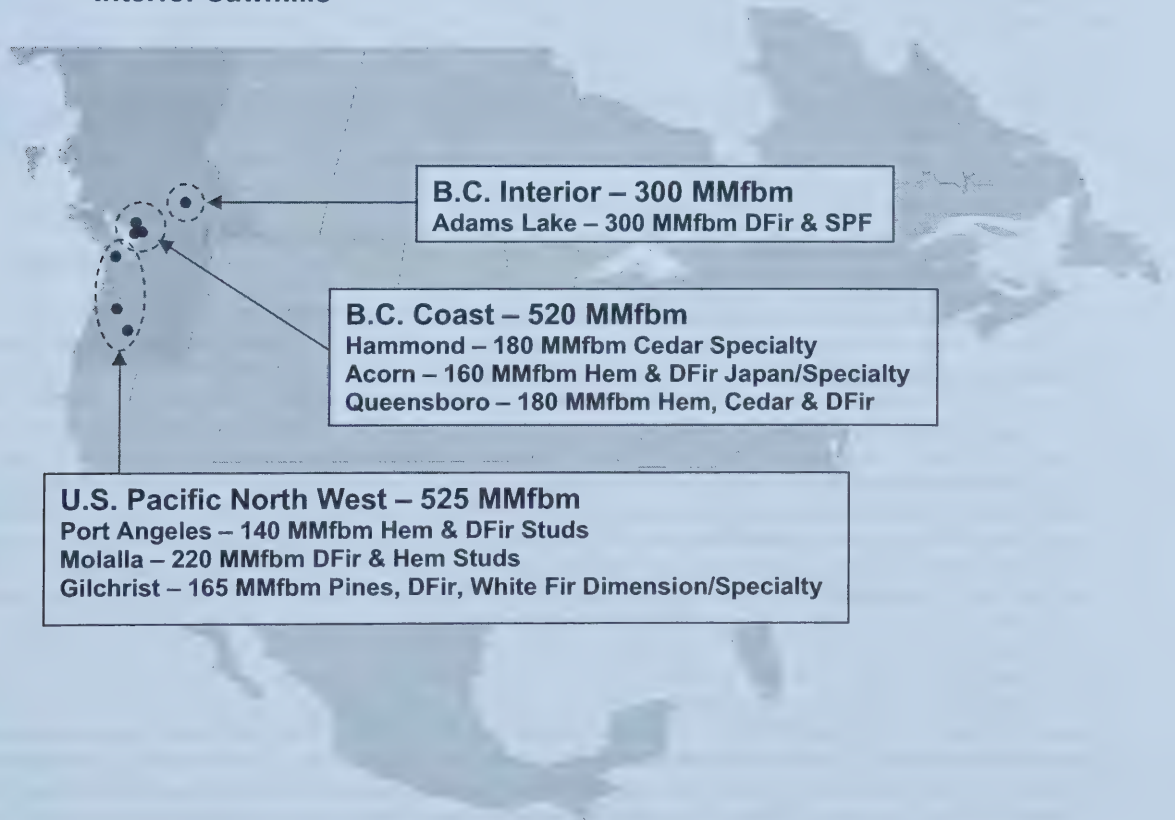 Interior Sawmills
B.C. Interior – 300 MMfbm
Adams Lake – 300 MMfbm DFir & SPF
B.C. Coast – 520 MMfbm
Hammond – 180 MMfbm Cedar Specialty
Acorn – 160 MMfbm Hem & DFir Japan/Specialty
Queensboro – 180 MMfbm Hem, Cedar & DFir
U.S. Pacific North West – 525 MMfbm
Port Angeles – 140 MMfbm Hem & DFir Studs
Molalla – 220 MMfbm DFir & Hem Studs
Gilchrist – 165 MMfbm Pines, DFir, White Fir Dimension/Specialty